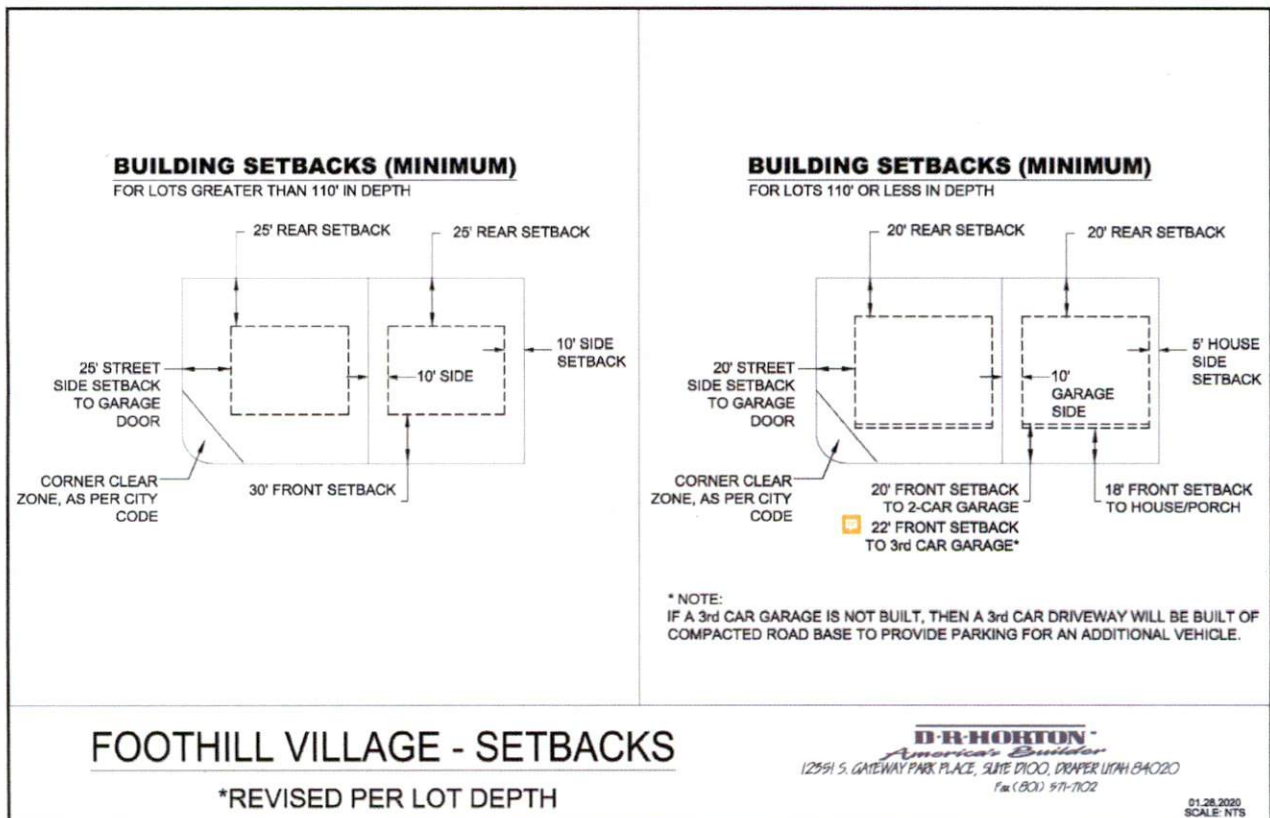 BUILDING SETBACKS (MINIMUM)
FOR LOTS GREATER THAN 110' IN DEPTH
25' REAR SETBACK
25' REAR SETBACK
25' STREET
SIDE SETBACK
TO GARAGE
DOOR
10' SIDE
10' SIDE
SETBACK
CORNER CLEAR
ZONE, AS PER CITY
CODE
30' FRONT SETBACK
BUILDING SETBACKS (MINIMUM)
FOR LOTS 110' OR LESS IN DEPTH
20' REAR SETBACK
20' REAR SETBACK
20' STREET
SIDE SETBACK
TO GARAGE
DOOR
10'
GARAGE
SIDE
5' HOUSE
SIDE
SETBACK
CORNER CLEAR
ZONE, AS PER CITY
CODE
20' FRONT SETBACK
TO 2-CAR GARAGE
22' FRONT SETBACK
TO 3rd CAR GARAGE*
18' FRONT SETBACK
TO HOUSE/PORCH
* NOTE:
IF A 3rd CAR GARAGE IS NOT BUILT, THEN A 3rd CAR DRIVEWAY WILL BE BUILT OF
COMPACTED ROAD BASE TO PROVIDE PARKING FOR AN ADDITIONAL VEHICLE.
FOOTHILL VILLAGE - SETBACKS
*REVISED PER LOT DEPTH
D·R·HORTON
America's Builder
12351 S. GATEWAY PARK PLACE, SUITE D100, DRAPER UTAH 84020
Fax (801) 571-7102
01.28.2020
SCALE: NTS